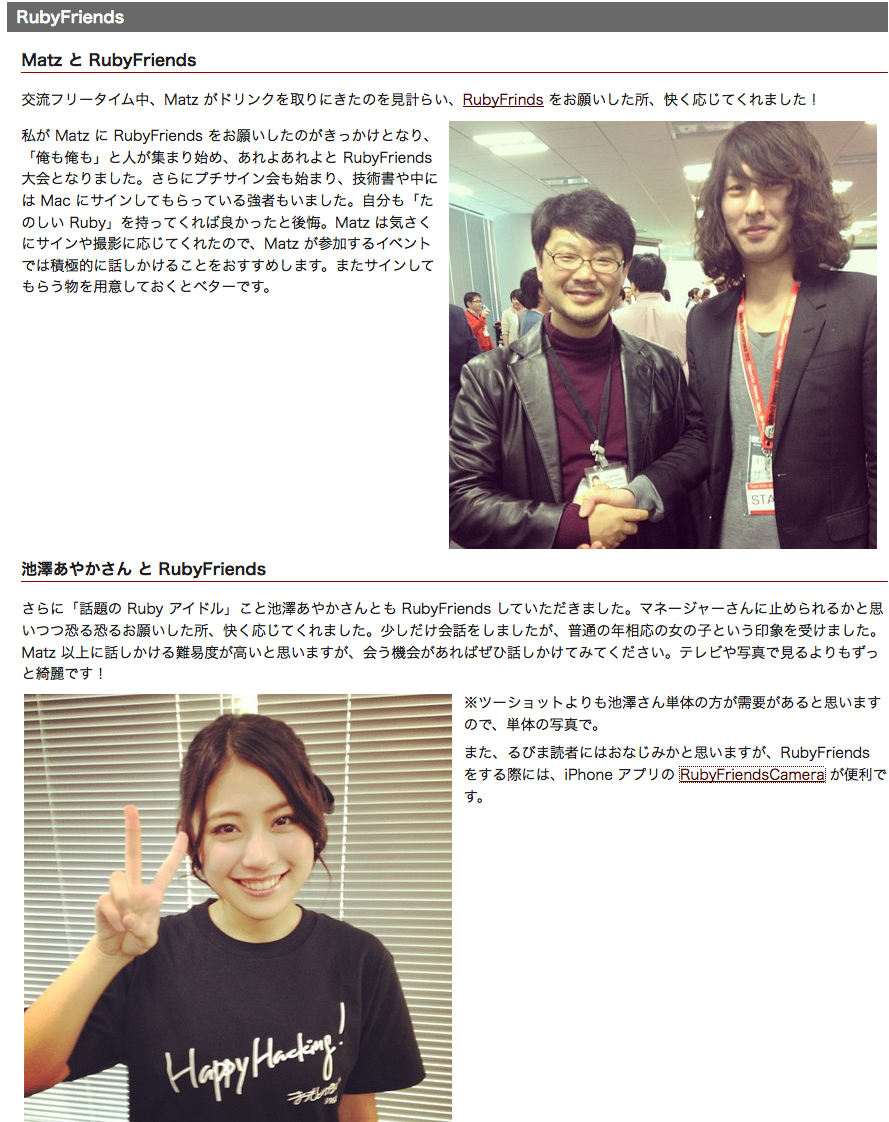 RubyFriends
Matz と RubyFriends
交流フリータイム中、Matz がドリンクを取りにきたのを見計らい、RubyFrinds をお願いした所、快く応じてくれました！
私が Matz に RubyFriends をお願いしたのがきっかけとなり、
「俺も俺も」と人が集まり始め、あれよあれよと RubyFriends
大会となりました。さらにプチサイン会も始まり、技術書や中に
は Mac にサインしてもらっている強者もいました。自分も「た
のしい Ruby」を持ってくれば良かったと後悔。Matz は気さく
にサインや撮影に応じてくれたので、Matz が参加するイベント
では積極的に話しかけることをおすすめします。またサインして
もらう物を用意しておくとベターです。
STA
池澤あやかさん と RubyFriends
さらに「話題の Ruby アイドル」こと池澤あやかさんとも RubyFriends していただきました。マネージャーさんに止められるかと思
いつつ恐る恐るお願いした所、快く応じてくれました。少しだけ会話をしましたが、普通の年相応の女の子という印象を受けました。
Matz 以上に話しかける難易度が高いと思いますが、会う機会があればぜひ話しかけてみてください。テレビや写真で見るよりもずっ
と綺麗です！
※ツーショットよりも池澤さん単体の方が需要があると思います
ので、単体の写真で。
また、るびま読者にはおなじみかと思いますが、RubyFriends
をする際には、iPhone アプリの RubyFriendsCamera が便利で
す。
Happy Hacking!